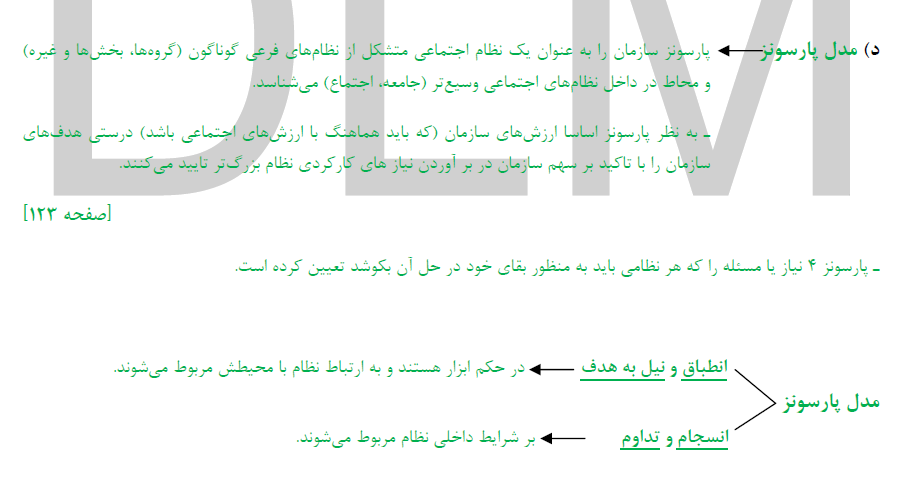 د) مدل پارسونز ← پارسونز سازمان را به عنوان یک نظام اجتماعی متشکل از نظام‌های فرعی گوناگون (گروه‌ها، بخش‌ها و غیره)
و محاط در داخل نظام‌های اجتماعی وسیع‌تر (جامعه، اجتماع) می‌شناسد.
ـ به نظر پارسونز اساسا ارزش‌های سازمان (که باید هماهنگ با ارزش‌های اجتماعی باشد) درستی هدف‌های
سازمان را با تاکید بر سهم سازمان در بر آوردن نیاز های کارکردی نظام بزرگ‌تر تایید می‌کنند.
[صفحه ۱۲۳]
ـ پارسونز ۴ نیاز یا مسئله را که هر نظامی باید به منظور بقای خود در حل آن بکوشد تعیین کرده است.
انطباق و نیل به هدف ← در حکم ابزار هستند و به ارتباط نظام با محیطش مربوط می‌شوند.
مدل پارسونز
انسجام و تداوم ← بر شرایط داخلی نظام مربوط می‌شوند.
DLM